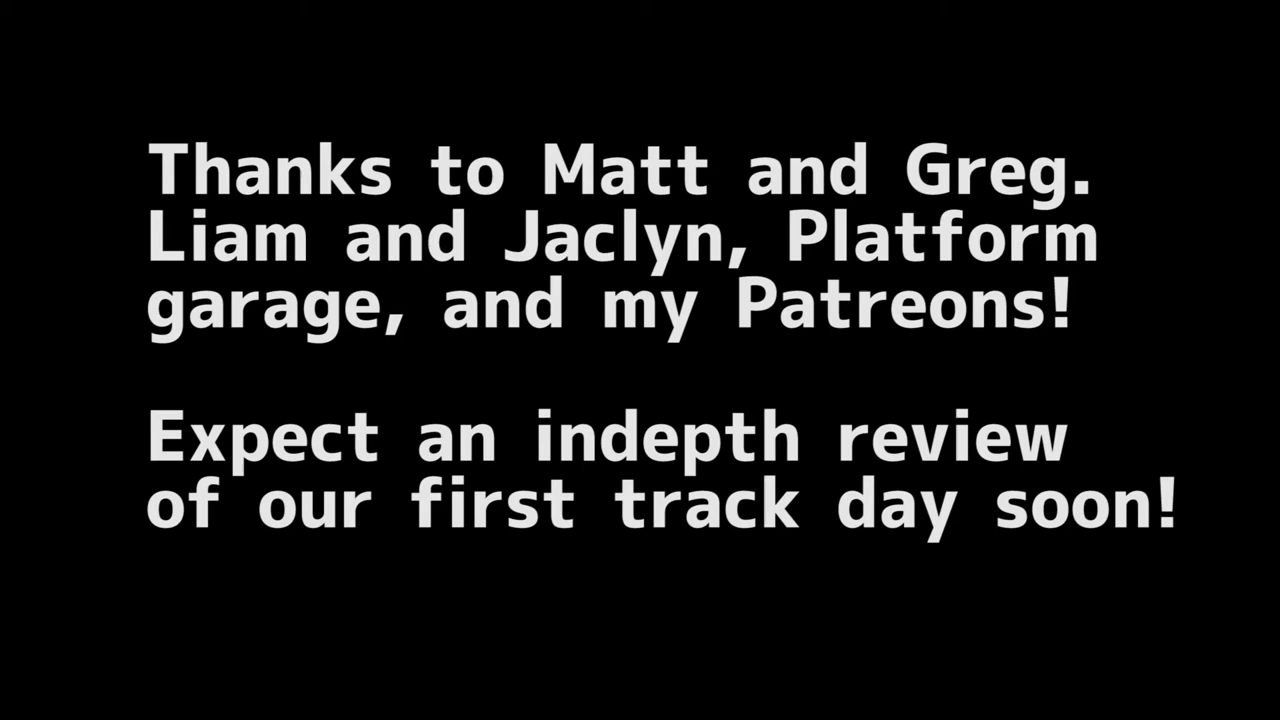 Thanks to Matt and Greg.
Liam and Jaclyn, Platform
garage, and my Patreons!
Expect an indepth review
of our first track day soon!